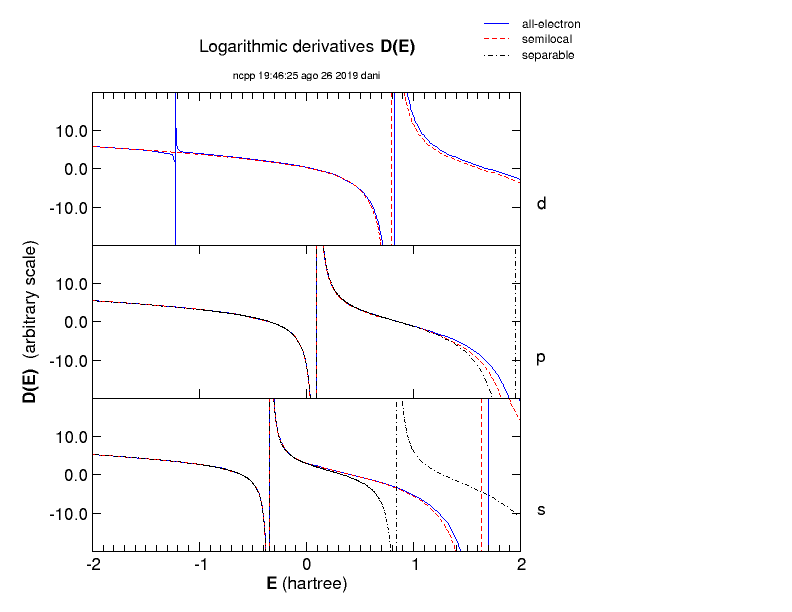 all-electron
semilocal
separable
Logarithmic derivatives D(E)
ncpp 19:46:25 ago 26 2019 dani
10.0
0.0
-10.0
d
10.0
0.0
-10.0
p
10.0
0.0
-10.0
s
D(E) (arbitrary scale)
-2 -1 0 1 2
E (hartree)